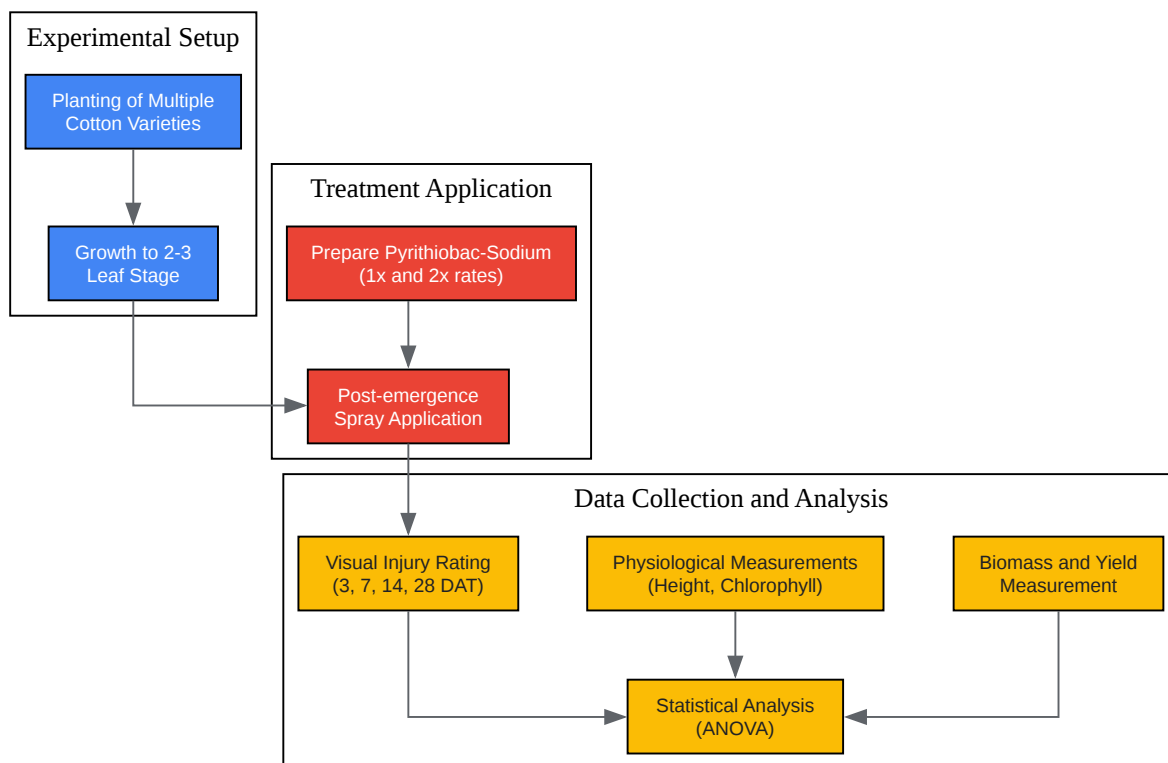 Experimental Setup
Planting of Multiple
Cotton Varieties
Growth to 2-3
Leaf Stage
Treatment Application
Prepare Pyrithiobac-Sodium
(1x and 2x rates)
Post-emergence
Spray Application
Data Collection and Analysis
Visual Injury Rating
(3, 7, 14, 28 DAT)
Physiological Measurements
(Height, Chlorophyll)
Biomass and Yield
Measurement
Statistical Analysis
(ANOVA)